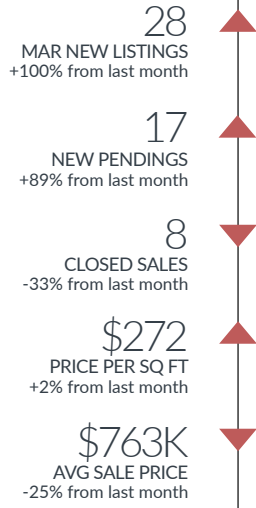 28
MAR NEW LISTINGS
+100% from last month
17
NEW PENDINGS
+89% from last month
8
CLOSED SALES
-33% from last month
$272
PRICE PER SQ FT
+2% from last month
$763K
AVG SALE PRICE
-25% from last month